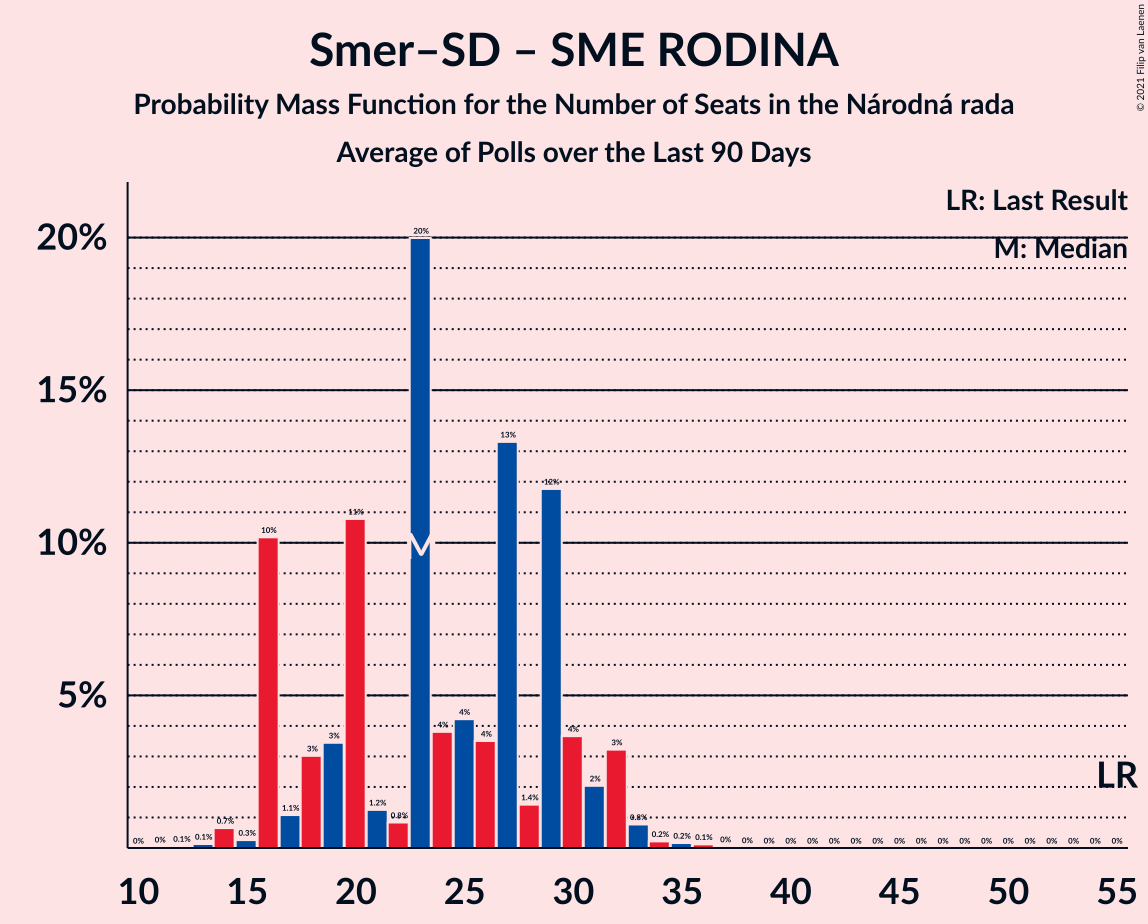 Smer–SD – SME RODINA
Probability Mass Function for the Number of Seats in the Národná rada
Average of Polls over the Last 90 Days
© 2021 Filip van Laenen
LR: Last Result
M: Median
20%
15%
10%
5%
0% 0% 0.1% 0.1% 0.7% 0.3% 10% 1.1% 3% 3% 11% 1.2% 0.8% 20% 4% 4% 4% 13% 1.4% 12% 4% 2% 3% 0.8% 0.2% 0.2% 0.1% 0% 0% 0% 0% 0% 0% 0% 0% 0% 0% 0% 0% 0% 0% 0% 0% 0% 0% 0%
M
LR
10 15 20 25 30 35 40 45 50 55